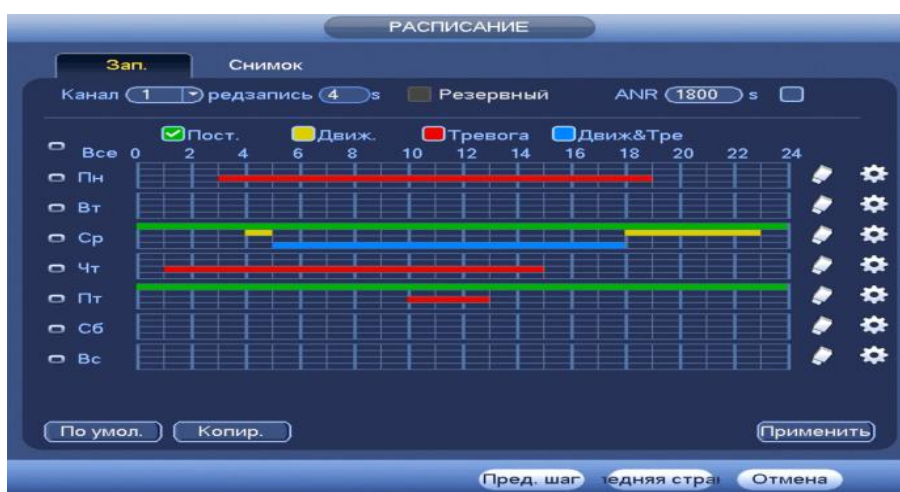 РАСПИСАНИЕ
Зап. Снимок
Канал 1 редзапись 4 s Резервный ANR 1800 s
Пост. Движ. Тревога Движ&Тре
Все 0 2 4 6 8 10 12 14 16 18 20 22 24
Пн
Вт
Ср
Чт
Пт
Сб
Вс
По умол. Копир. Применить
Пред. шаг едняя стра Отмена